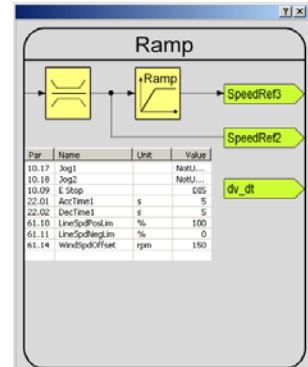 Ramp
Ramp
SpeedRef3
SpeedRef2
dv_dt
Par Name Unit Value
10.17 Jog1 NotU...
10.18 Jog2 NotU...
10.09 E Stop DIS
22.01 AccTime1 s 5
22.02 DecTime1 s 5
61.10 LineSpdPosLim % 100
61.11 LineSpdNegLim % 0
61.14 WindSpdOffset rpm 150